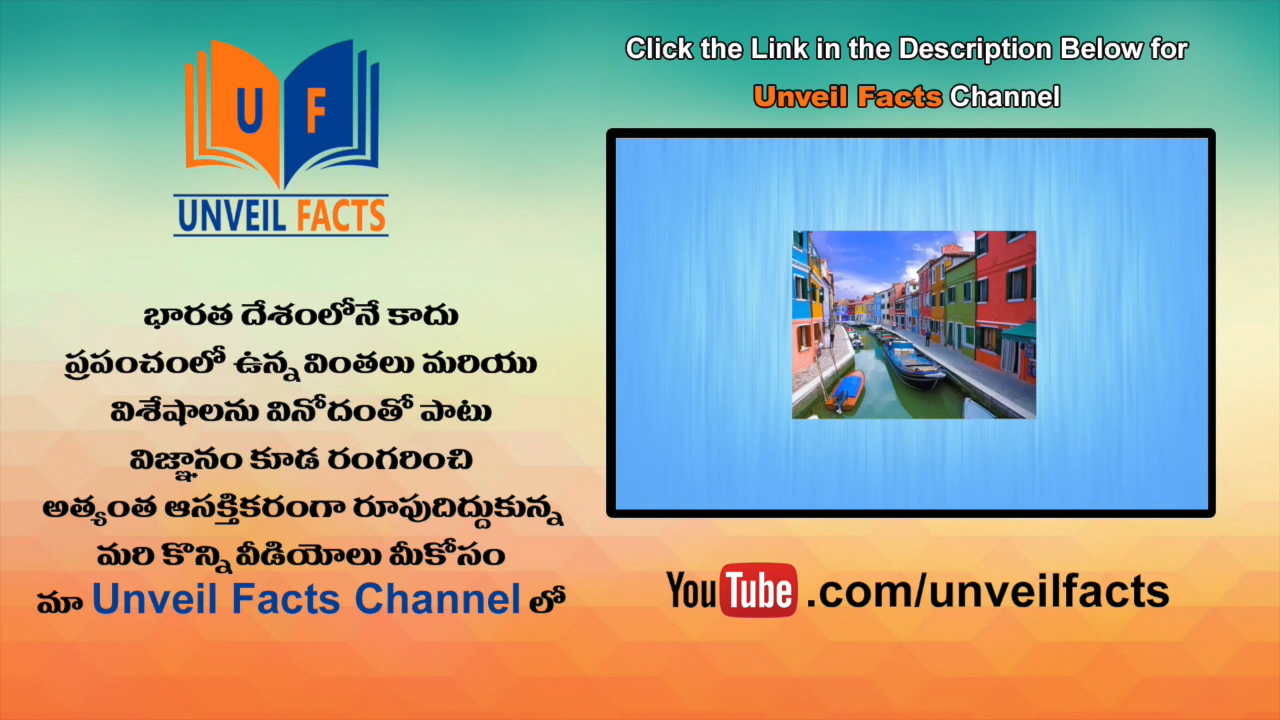 U F
UNVEIL FACTS
భారత దేశంలోనే కాదు
ప్రపంచంలో ఉన్న వింతలు మరియు
విశేషాలను వినోదంతో పాటు
విజ్ఞానం కూడ రంగరించి
అత్యంత ఆసక్తికరంగా రూపుదిద్దుకున్న
మరి కొన్ని వీడియోలు మీకోసం
మా Unveil Facts Channel లో
Click the Link in the Description Below for
Unveil Facts Channel
YouTube.com/unveilfacts